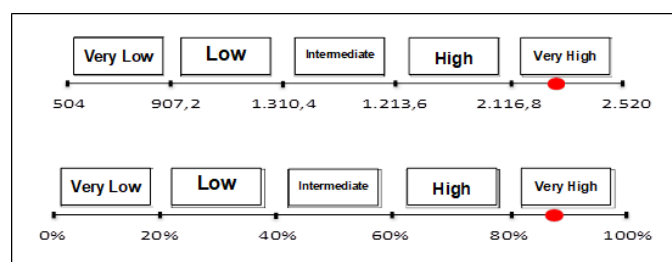 Very Low Low Intermediate High Very High
504 907,2 1.310,4 1.213,6 2.116,8 2.520
Very Low Low Intermediate High Very High
0% 20% 40% 60% 80% 100%